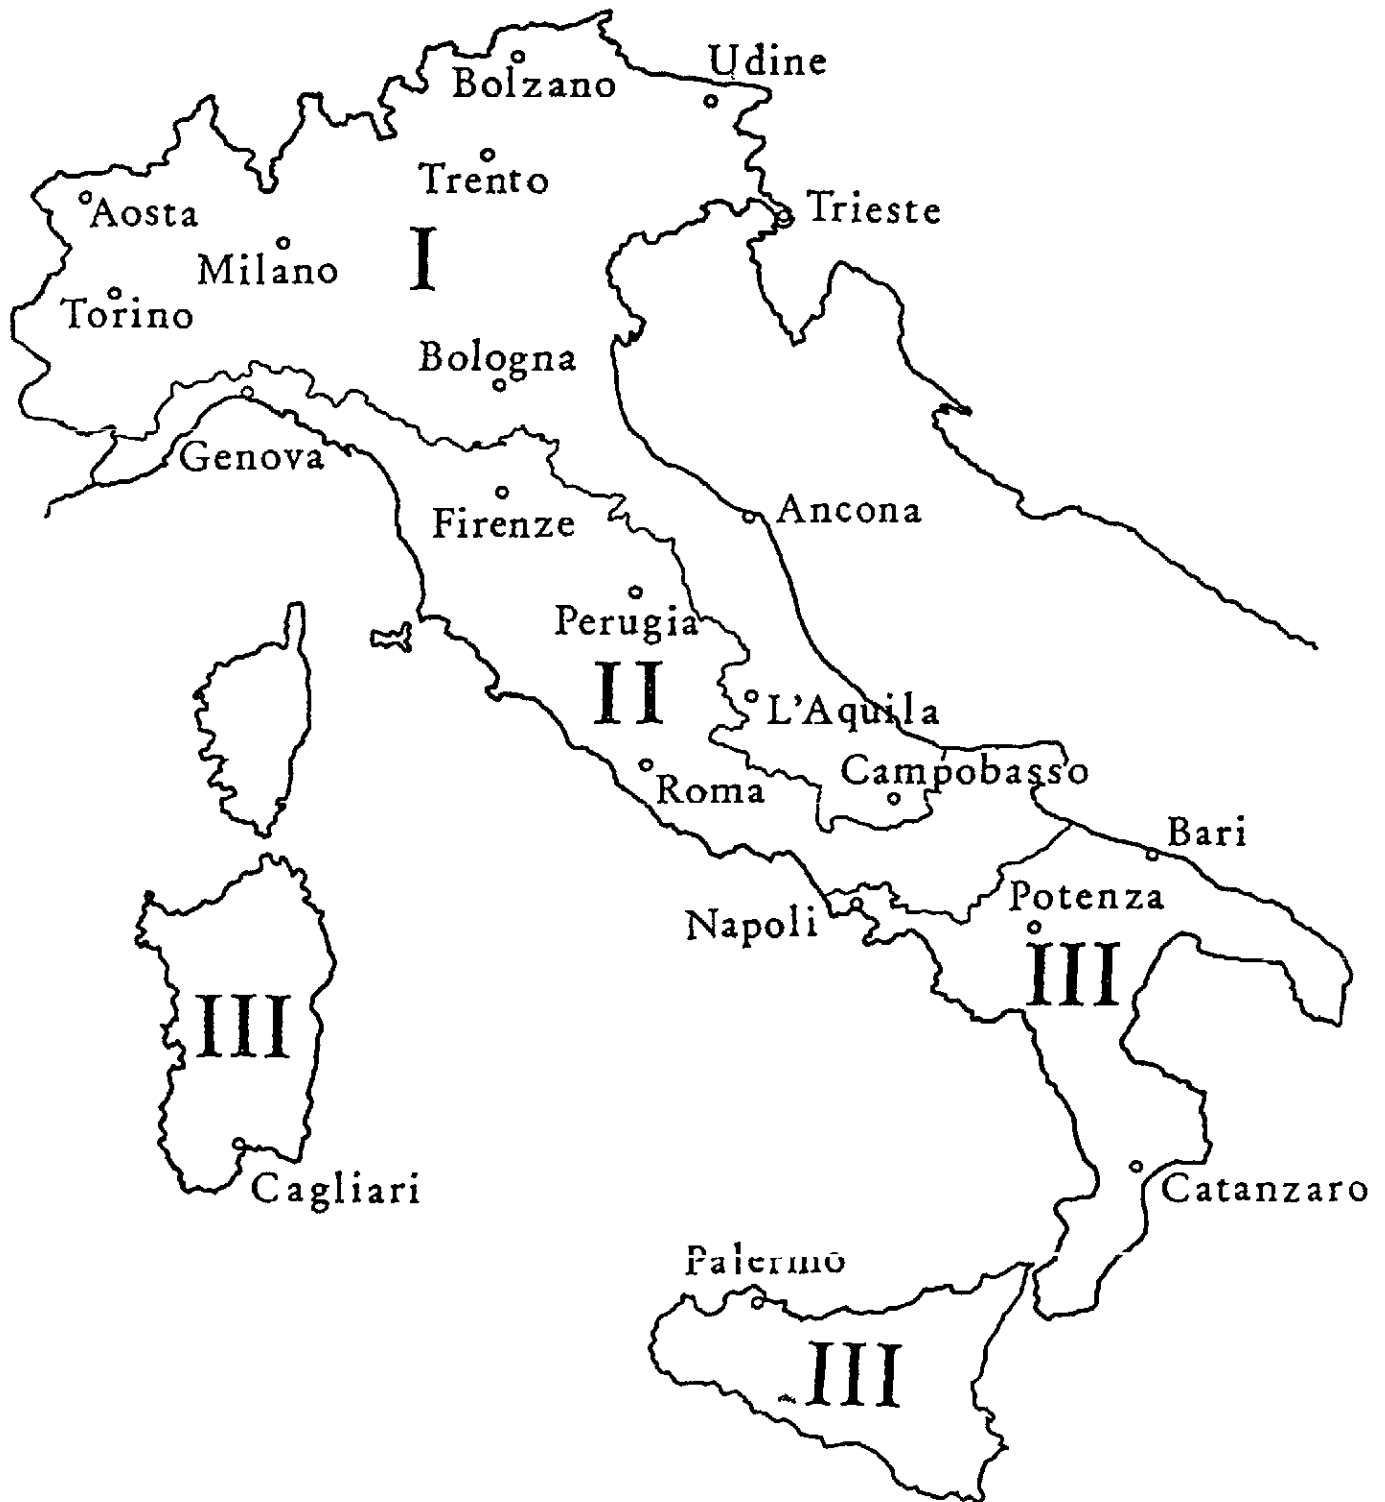 Udine
Bolzano
Trento
Aosta
Trieste
Milano
I
Torino
Bologna
Genova
Firenze
Ancona
Perugia
II
L'Aquila
Roma
Campobasso
Bari
Napoli
Potenza
III
III
Cagliari
Catanzaro
Palermo
III